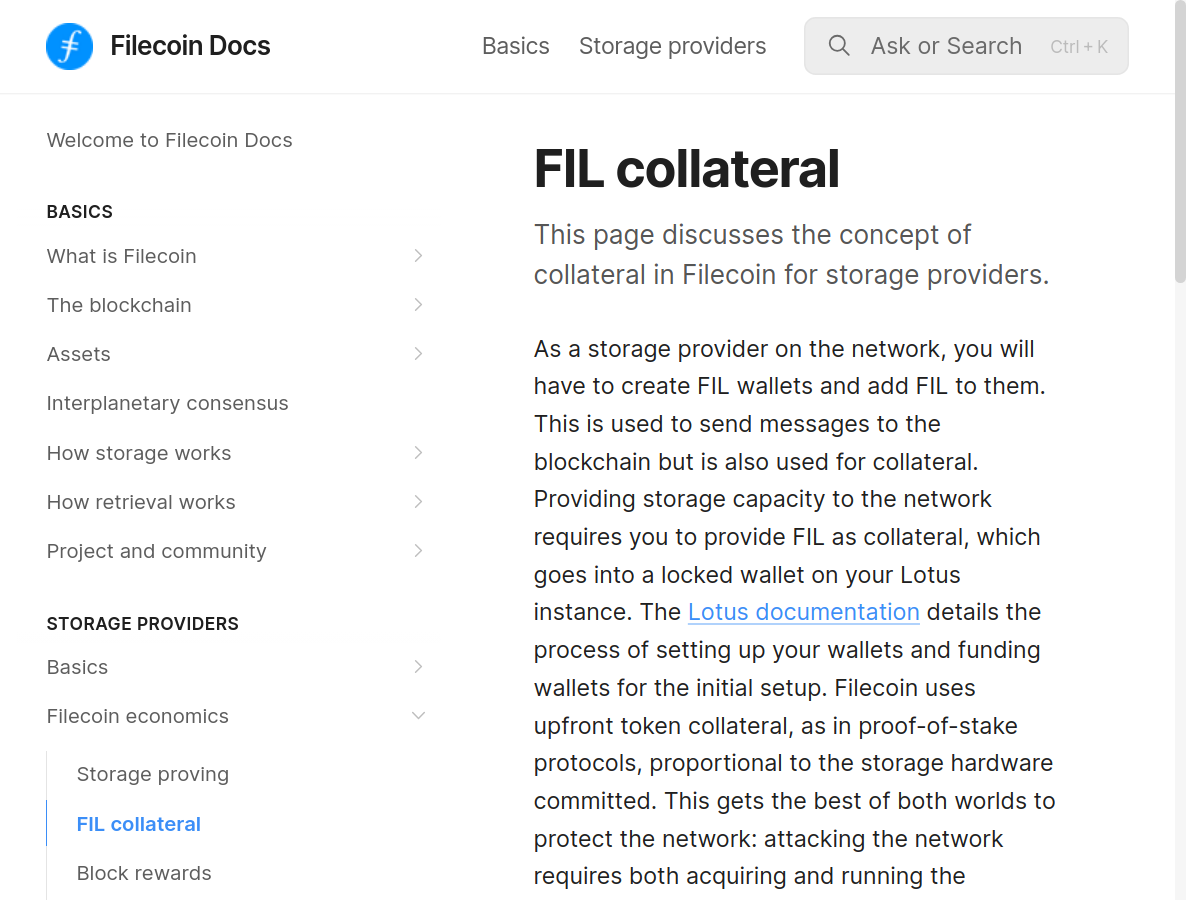 Filecoin Docs
Basics
Storage providers
Ask or Search
Ctrl + K
Welcome to Filecoin Docs
BASICS
What is Filecoin
The blockchain
Assets
Interplanetary consensus
How storage works
How retrieval works
Project and community
STORAGE PROVIDERS
Basics
Filecoin economics
Storage proving
FIL collateral
Block rewards
FIL collateral
This page discusses the concept of
collateral in Filecoin for storage providers.
As a storage provider on the network, you will
have to create FIL wallets and add FIL to them.
This is used to send messages to the
blockchain but is also used for collateral.
Providing storage capacity to the network
requires you to provide FIL as collateral, which
goes into a locked wallet on your Lotus
instance. The Lotus documentation details the
process of setting up your wallets and funding
wallets for the initial setup. Filecoin uses
upfront token collateral, as in proof-of-stake
protocols, proportional to the storage hardware
committed. This gets the best of both worlds to
protect the network: attacking the network
requires both acquiring and running the